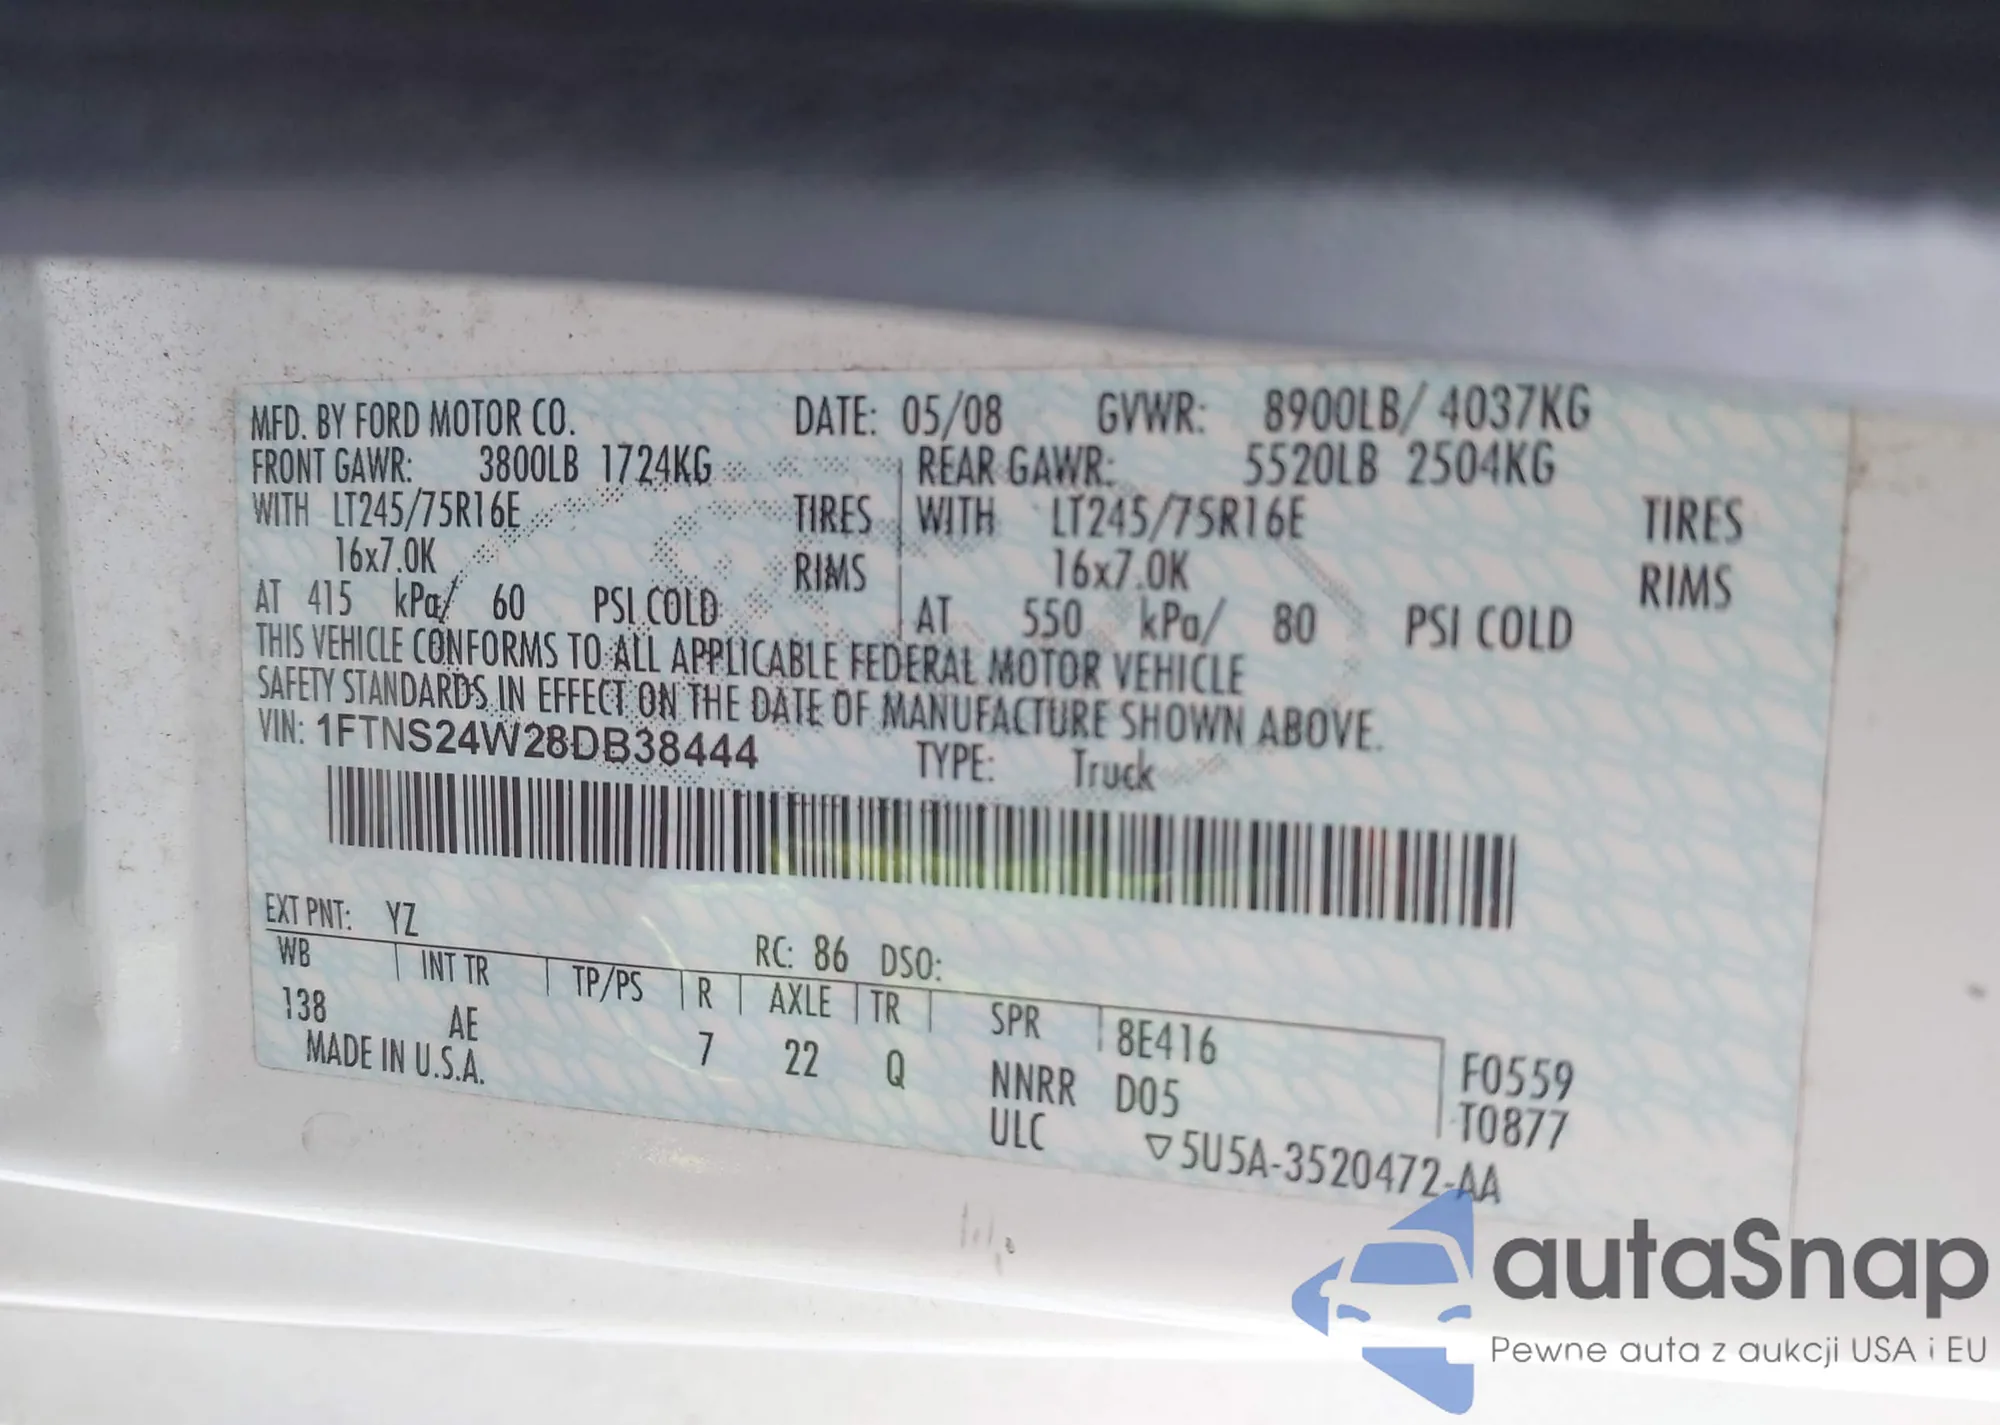 MFD. BY FORD MOTOR CO. DATE: 05/08 GVWR: 8900LB/ 4037KG
FRONT GAWR: 3800LB 1724KG REAR GAWR: 5520LB 2504KG
WITH LT245/75R16E TIRES WITH LT245/75R16E TIRES
16x7.0K RIMS 16x7.0K RIMS
AT 415 kPa/ 60 PSI COLD AT 550 kPa/ 80 PSI COLD
THIS VEHICLE CONFORMS TO ALL APPLICABLE FEDERAL MOTOR VEHICLE
SAFETY STANDARDS IN EFFECT ON THE DATE OF MANUFACTURE SHOWN ABOVE.
VIN: 1FTNS24W28DB38444 TYPE: Truck
EXT PNT: YZ RC: 86 DSO:
WB INT TR TP/PS R AXLE TR SPR 8E416 F0559
138 AE 7 22 Q NNRR D05 T0877
MADE IN U.S.A. ULC ▽5U5A-3520472-AA
autaSnap
Pewne auta z aukcji USA i EU